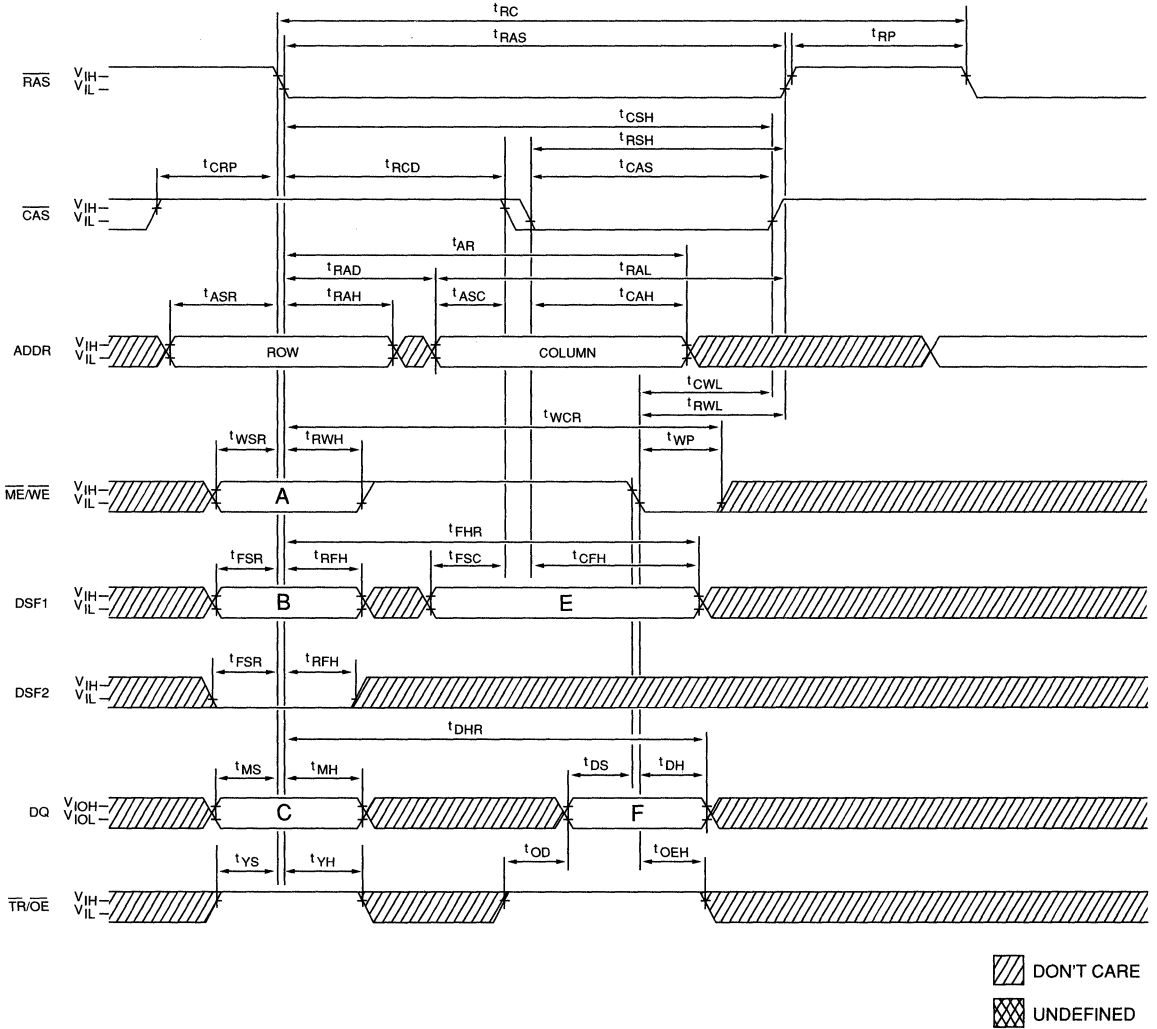 tRC
tRAS
tRP
RAS
VIH
VIL
tCSH
tRSH
tCRP
tRCD
tCAS
CAS
VIH
VIL
tAR
tRAD
tRAL
tASR
tRAH
tASC
tCAH
ADDR
VIH
VIL
ROW
COLUMN
tCWL
tRWL
tWCR
tWSR
tRWH
tWP
ME/WE
VIH
VIL
A
tFHR
tFSR
tRFH
tFSC
tCFH
DSF1
VIH
VIL
B
E
tFSR
tRFH
DSF2
VIH
VIL
tDHR
tMS
tMH
tDS
tDH
DQ
VIOH
VIOL
C
F
tYS
tYH
tOD
tOEH
TR/OE
VIH
VIL
DON'T CARE
UNDEFINED